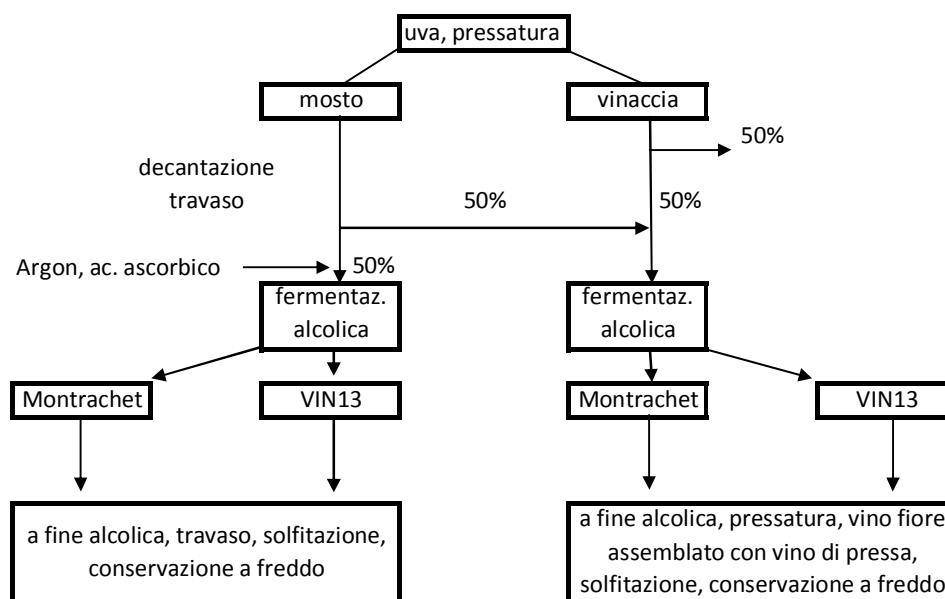 uva, pressatura
mosto
vinaccia
50%
decantazione
travaso
50%
50%
Argon, ac. ascorbico
50%
fermentaz.
alcolica
fermentaz.
alcolica
Montrachet
VIN13
Montrachet
VIN13
a fine alcolica, travaso, solfitazione,
conservazione a freddo
a fine alcolica, pressatura, vino fiore
assemblato con vino di pressa,
solfitazione, conservazione a freddo